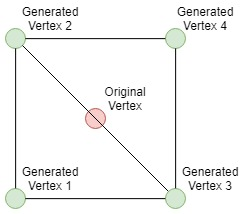 Generated
Vertex 2
Generated
Vertex 4
Original
Vertex
Generated
Vertex 1
Generated
Vertex 3